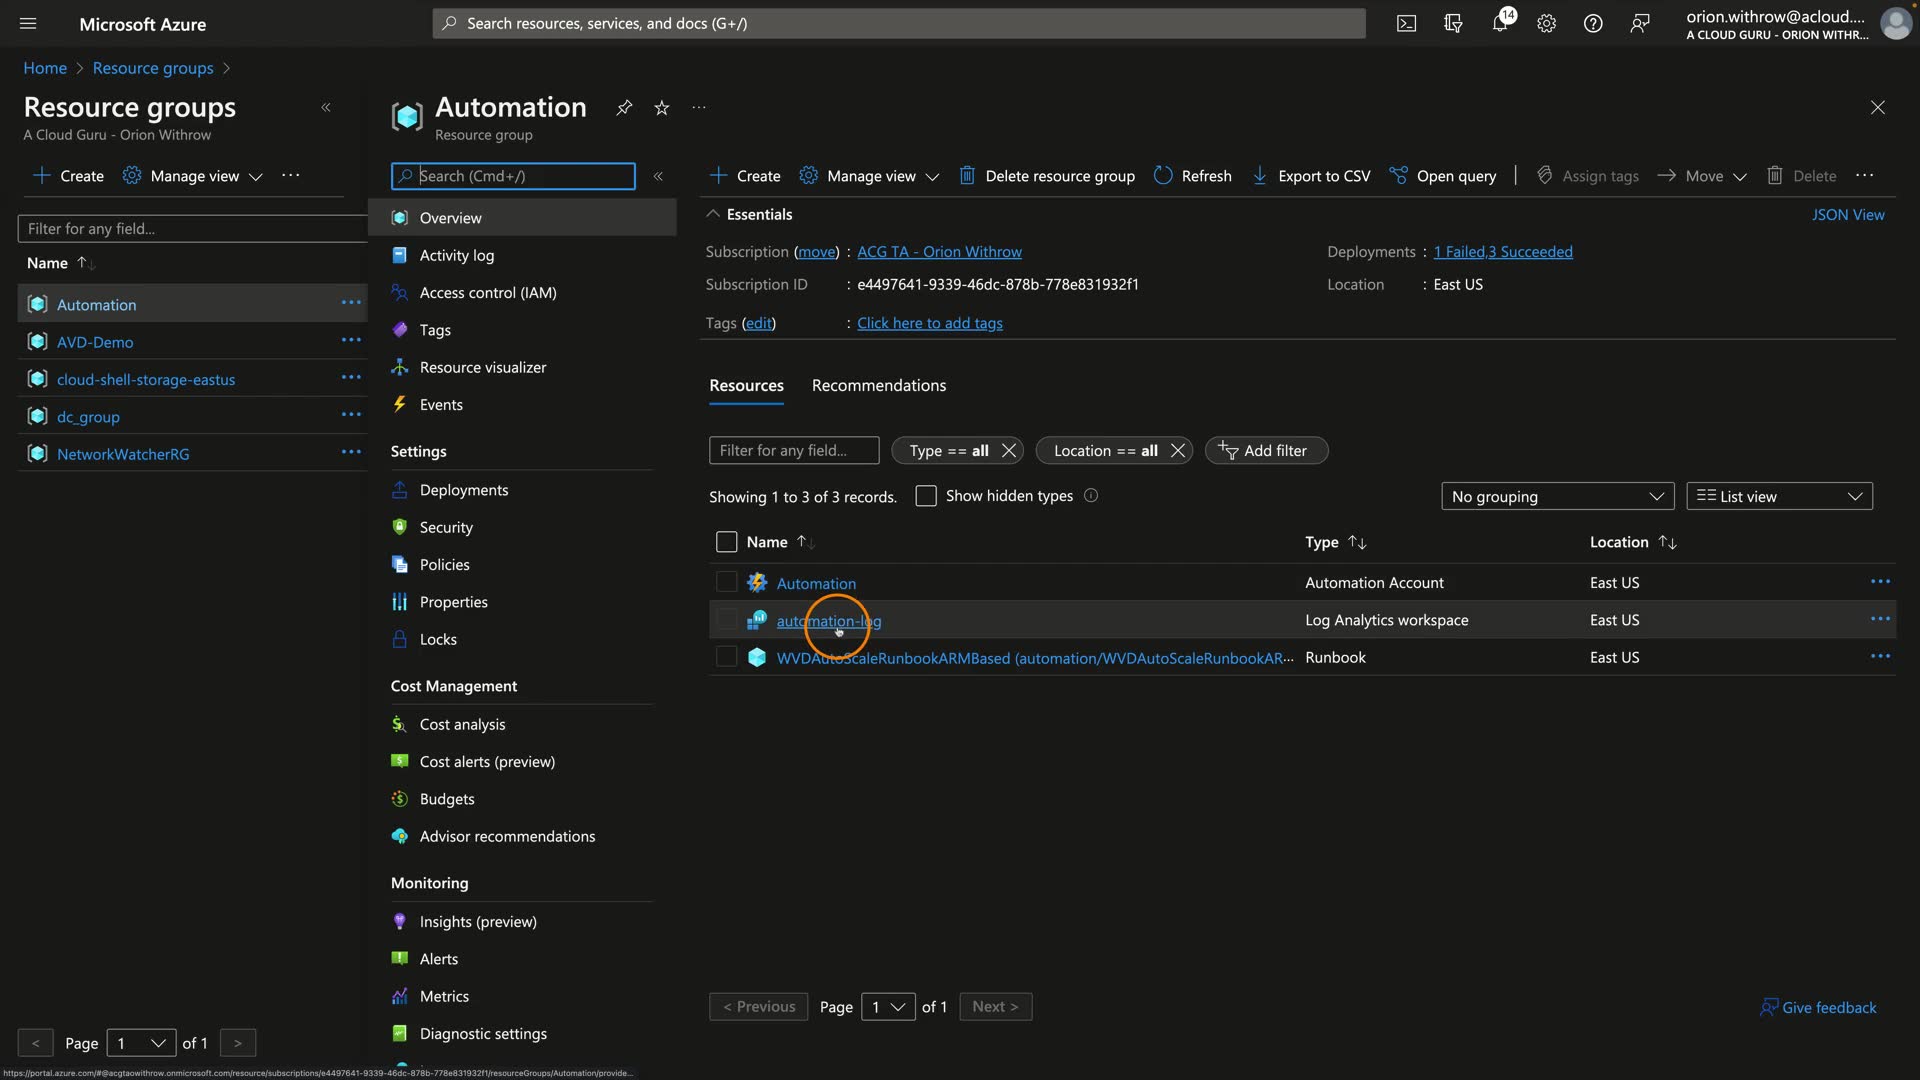 Microsoft Azure
Search resources, services, and docs (G+/)
14
orion.withrow@acloud....
A CLOUD GURU - ORION WITHR...
Home > Resource groups >
Resource groups
A Cloud Guru - Orion Withrow
Create
Manage view
Filter for any field...
Name
Automation
AVD-Demo
cloud-shell-storage-eastus
dc_group
NetworkWatcherRG
< Page 1 of 1 >
Automation
Resource group
Search (Cmd+/)
Overview
Activity log
Access control (IAM)
Tags
Resource visualizer
Events
Settings
Deployments
Security
Policies
Properties
Locks
Cost Management
Cost analysis
Cost alerts (preview)
Budgets
Advisor recommendations
Monitoring
Insights (preview)
Alerts
Metrics
Diagnostic settings
Create
Manage view
Delete resource group
Refresh
Export to CSV
Open query
Assign tags
Move
Delete
Essentials
JSON View
Subscription (move) : ACG TA - Orion Withrow
Deployments : 1 Failed,3 Succeeded
Subscription ID : e4497641-9339-46dc-878b-778e831932f1
Location : East US
Tags (edit) : Click here to add tags
Resources
Recommendations
Filter for any field...
Type == all
Location == all
Add filter
Showing 1 to 3 of 3 records.
Show hidden types
No grouping
List view
Name Type Location
Automation Automation Account East US
automation-log Log Analytics workspace East US
WVDAutoScaleRunbookARMBased (automation/WVDAutoScaleRunbookAR... Runbook East US
< Previous Page 1 of 1 Next >
Give feedback
https://portal.azure.com/#@acgtaowithrow.onmicrosoft.com/resource/subscriptions/e4497641-9339-46dc-878b-778e831932f1/resourceGroups/Automation/provide...